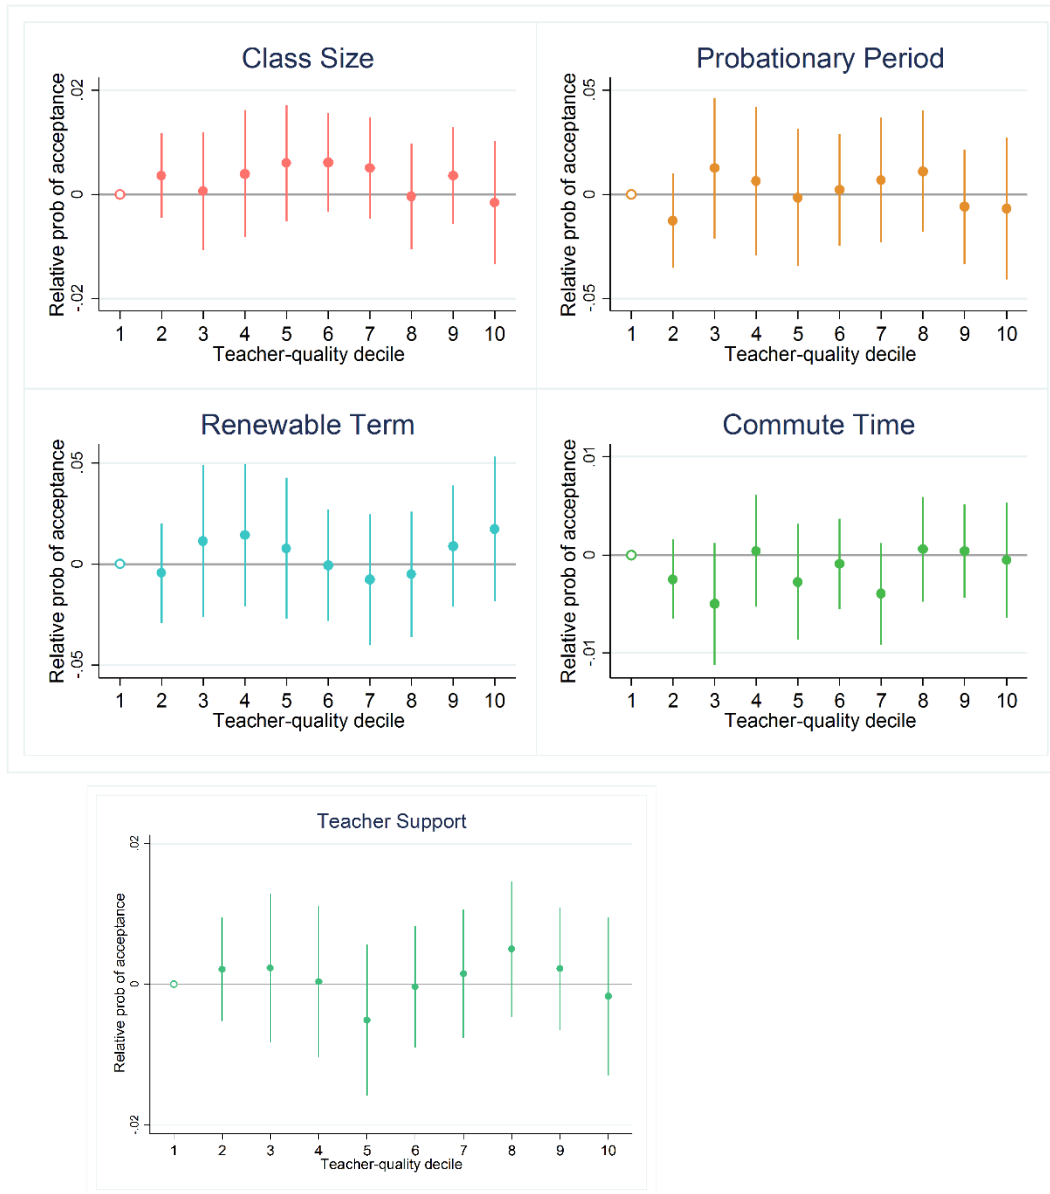 Class Size
Relative prob of acceptance
.02
0
-.02
1 2 3 4 5 6 7 8 9 10
Teacher-quality decile
Probationary Period
Relative prob of acceptance
.05
0
-.05
1 2 3 4 5 6 7 8 9 10
Teacher-quality decile
Renewable Term
Relative prob of acceptance
.05
0
-.05
1 2 3 4 5 6 7 8 9 10
Teacher-quality decile
Commute Time
Relative prob of acceptance
.01
0
-.01
1 2 3 4 5 6 7 8 9 10
Teacher-quality decile
Teacher Support
Relative prob of acceptance
.02
0
-.02
1 2 3 4 5 6 7 8 9 10
Teacher-quality decile